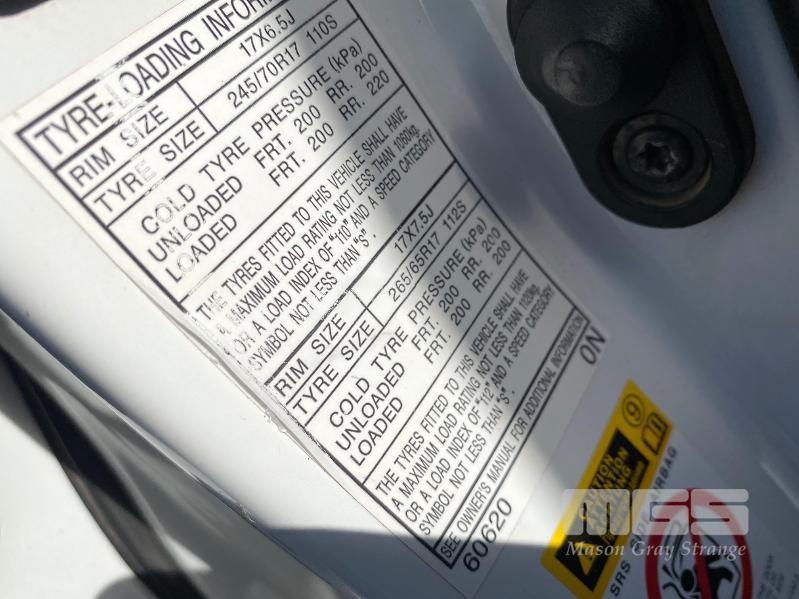 TYRE-LOADING
RIM SIZE 17X6.5J
TYRE SIZE 245/70R17 110S
COLD TYRE PRESSURE (kPa)
UNLOADED FRT. 200 RR. 200
LOADED FRT. 200 RR. 220
THE TYRES FITTED TO THIS VEHICLE SHALL HAVE
A MAXIMUM LOAD RATING NOT LESS THAN 1060kg,
OR A LOAD INDEX OF "110" AND A SPEED CATEGORY
SYMBOL NOT LESS THAN "S".
RIM SIZE 17X7.5J
TYRE SIZE 265/65R17 112S
COLD TYRE PRESSURE (kPa)
UNLOADED FRT. 200 RR. 200
LOADED FRT. 200 RR. 200
THE TYRES FITTED TO THIS VEHICLE SHALL HAVE
A MAXIMUM LOAD RATING NOT LESS THAN 1120kg,
OR A LOAD INDEX OF "112" AND A SPEED CATEGORY
SYMBOL NOT LESS THAN "S".
SEE OWNER'S MANUAL FOR ADDITIONAL INFORMATION
60620 0N
9
CAUTION
ATTENTION
SRS SIDE AIRBAG
MGS
Mason Gray Strange